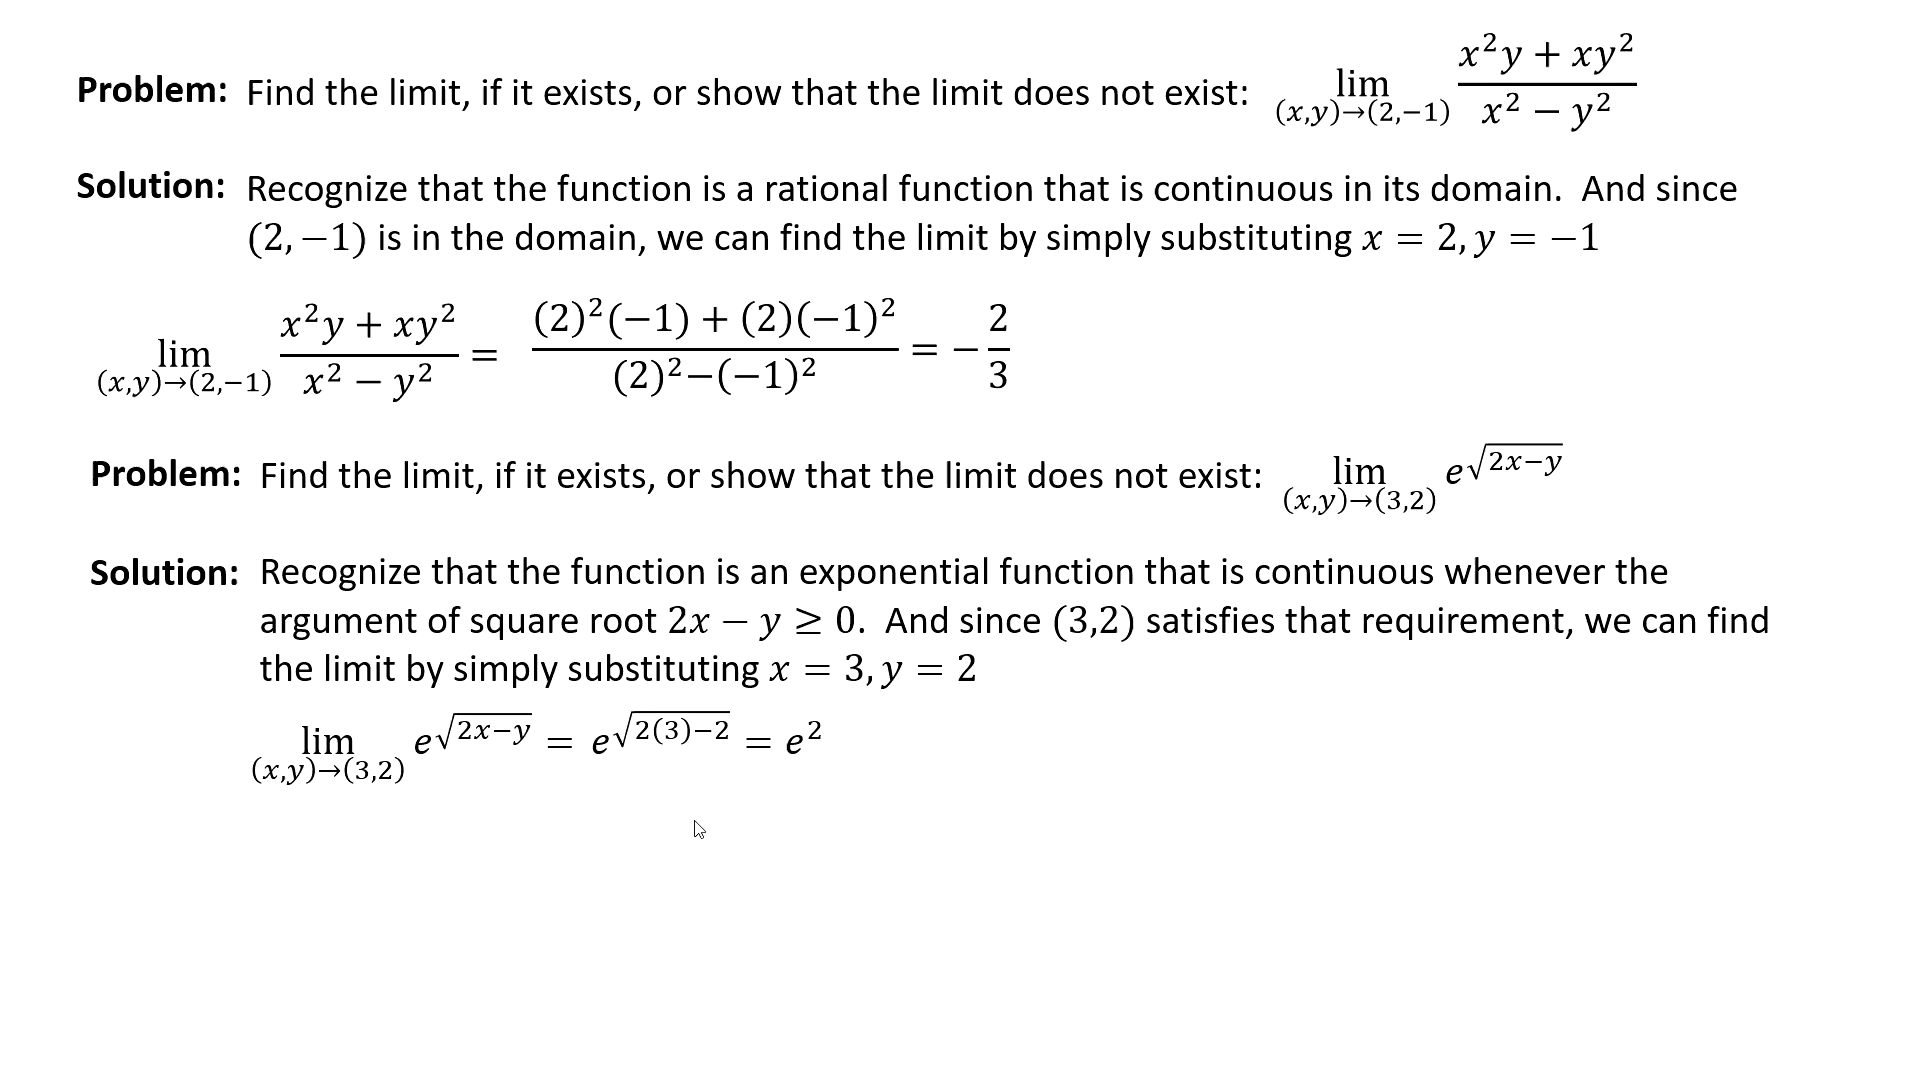 Problem: Find the limit, if it exists, or show that the limit does not exist: lim (x,y)→(2,−1) (x²y + xy²)/(x² − y²)
Solution: Recognize that the function is a rational function that is continuous in its domain. And since
(2, −1) is in the domain, we can find the limit by simply substituting x = 2, y = −1
lim (x,y)→(2,−1) (x²y + xy²)/(x² − y²) = ((2)²(−1) + (2)(−1)²)/((2)²−(−1)²) = −2/3
Problem: Find the limit, if it exists, or show that the limit does not exist: lim (x,y)→(3,2) e^√(2x−y)
Solution: Recognize that the function is an exponential function that is continuous whenever the
argument of square root 2x − y ≥ 0. And since (3,2) satisfies that requirement, we can find
the limit by simply substituting x = 3, y = 2
lim (x,y)→(3,2) e^√(2x−y) = e^√(2(3)−2) = e²